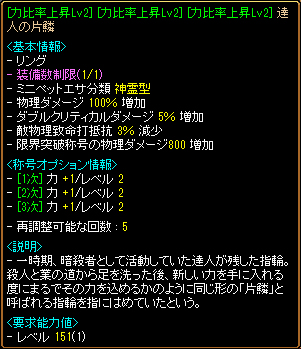 [力比率上昇Lv2] [力比率上昇Lv2] [力比率上昇Lv2] 達
人の片鱗
<基本情報>
- リング
- 装備数制限(1/1)
- ミニペットエサ分類 神霊型
- 物理ダメージ 100% 増加
- ダブルクリティカルダメージ 5% 増加
- 敵物理致命打抵抗 3% 減少
- 限界突破称号の物理ダメージ800 増加
<称号オプション情報>
- [1次] 力 +1/レベル 2
- [2次] 力 +1/レベル 2
- [3次] 力 +1/レベル 2
- 再調整可能な回数 : 5
<説明>
- 一時期、暗殺者として活動していた達人が残した指輪。
殺人と業の道から足を洗った後、新しい力を手に入れる
度にまるでその力を込めるかのように同じ形の「片鱗」と
呼ばれる指輪を指にはめていたという。
<要求能力値>
- レベル 151(1)